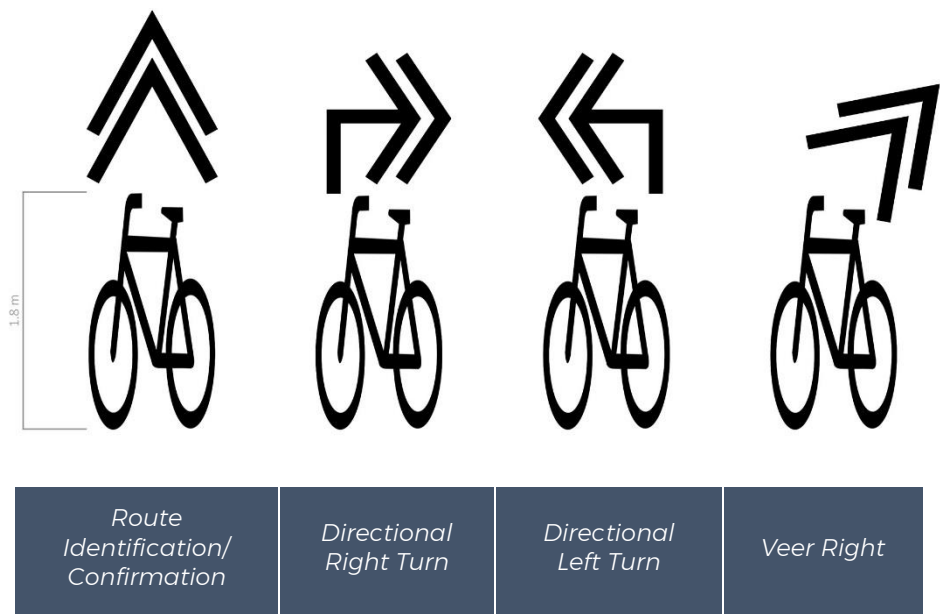 1.8 m
Route
Identification/
Confirmation
Directional
Right Turn
Directional
Left Turn
Veer Right